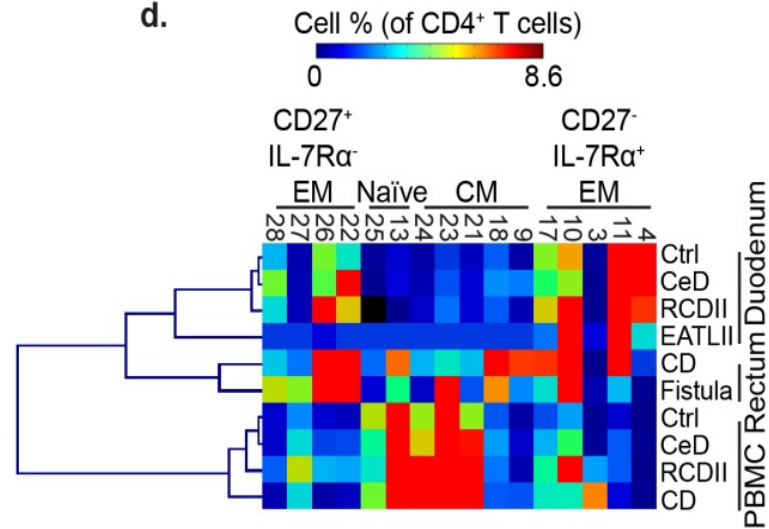 d.
Cell % (of CD4⁺ T cells)
0 8.6
CD27⁺ CD27⁻
IL-7Rα⁻ IL-7Rα⁺
EM Naïve CM EM
28 27 26 22 25 13 24 23 21 18 9 17 10 3 11 4
Ctrl
CeD
RCDII
EATLII
CD
Fistula
Ctrl
CeD
RCDII
CD
Duodenum
Rectum
PBMC